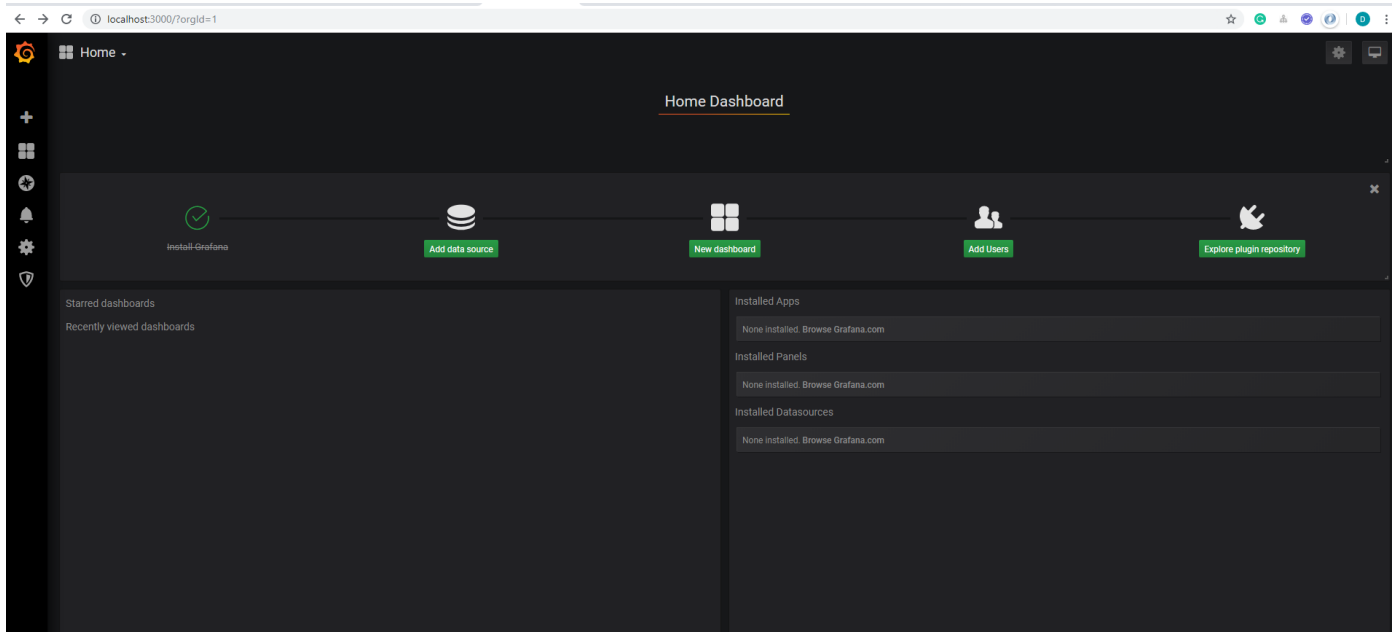 localhost:3000/?orgId=1
D
Home
Home Dashboard
Install Grafana
Add data source
New dashboard
Add Users
Explore plugin repository
Starred dashboards
Recently viewed dashboards
Installed Apps
None installed. Browse Grafana.com
Installed Panels
None installed. Browse Grafana.com
Installed Datasources
None installed. Browse Grafana.com